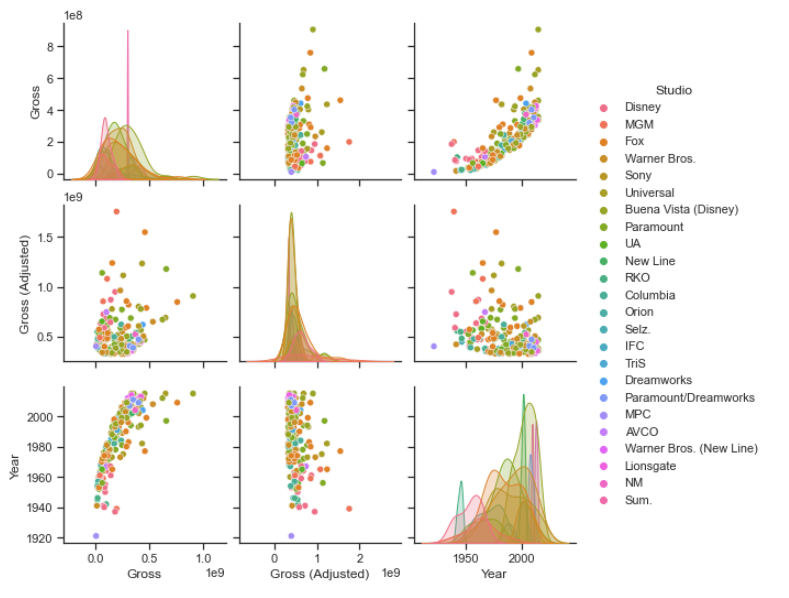 1e8
8
6
4
2
0
Gross
1e9
1.5
1.0
0.5
Gross (Adjusted)
2000
1980
1960
1940
1920
Year
0.0 0.5 1.0
Gross 1e9
0 1 2
Gross (Adjusted) 1e9
1950 2000
Year
Studio
Disney
MGM
Fox
Warner Bros.
Sony
Universal
Buena Vista (Disney)
Paramount
UA
New Line
RKO
Columbia
Orion
Selz.
IFC
TriS
Dreamworks
Paramount/Dreamworks
MPC
AVCO
Warner Bros. (New Line)
Lionsgate
NM
Sum.